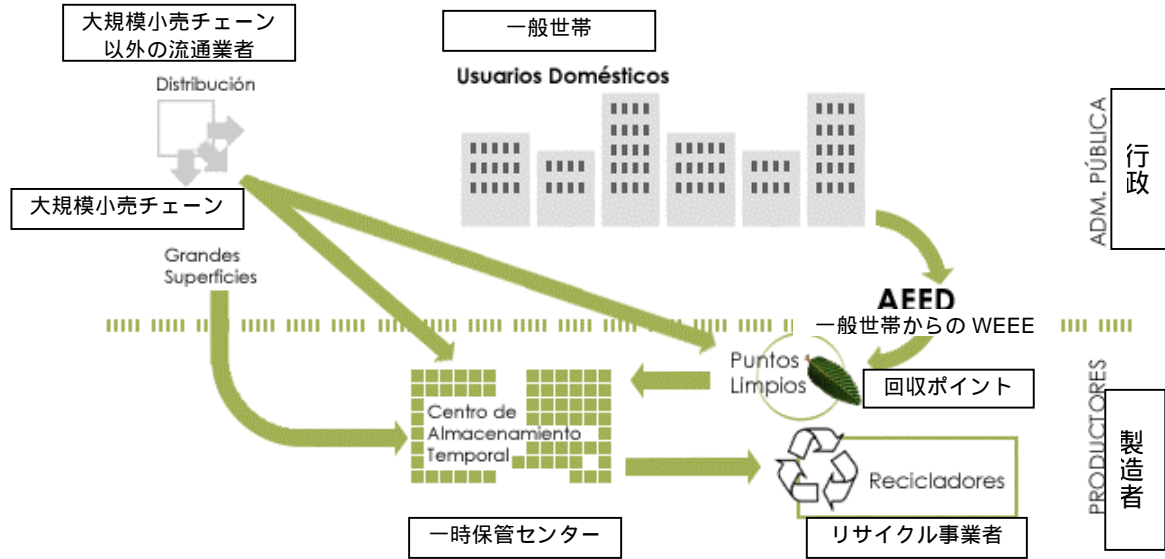 大規模小売チェーン
以外の流通業者
一般世帯
Distribución
Usuarios Domésticos
ADM. PÚBLICA
行政
大規模小売チェーン
Grandes
Superficies
AEED
一般世帯からの WEEE
Puntos
Limpios
回収ポイント
Centro de
Almacenamiento
Temporal
PRODUCTORES
製造者
Recicladores
一時保管センター
リサイクル事業者